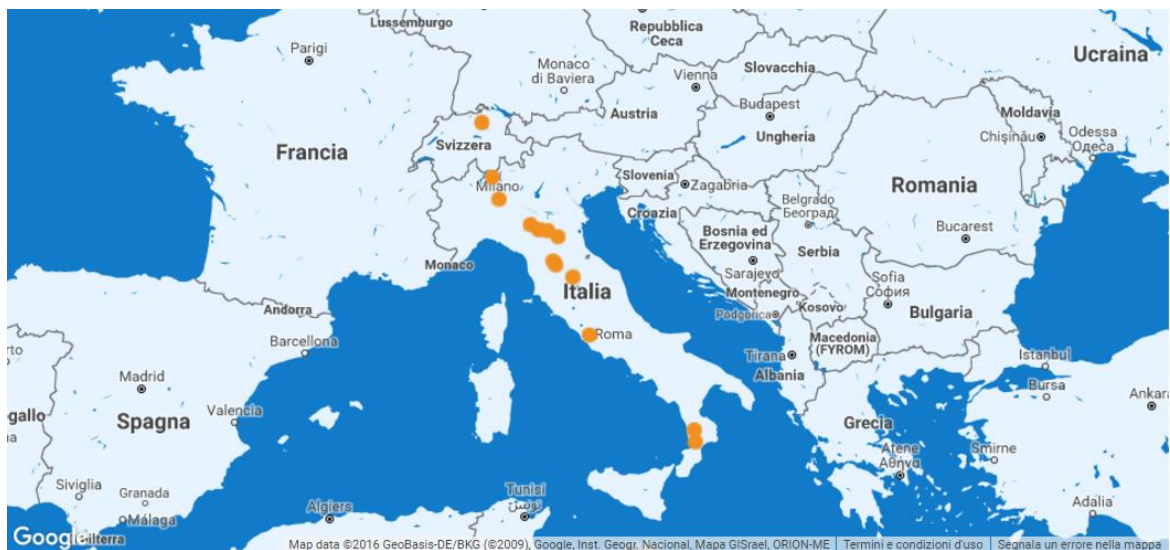 Lussemburgo
Parigi
Repubblica
Ceca
Ucraina
Monaco
di Baviera
Vienna
Slovacchia
Austria
Budapest
Ungheria
Moldavia
Chișinău
Odessa
Одеса
Francia
Svizzera
Milano
Slovenia
Zagabria
Croazia
Romania
Belgrado
Београд
Bucarest
Bosnia ed
Erzegovina
Serbia
Monaco
Sarajevo
Italia
Montenegro
Kosovo
Sofia
София
Bulgaria
Andorra
Podgorica
Barcellona
Roma
Macedonia
(FYROM)
Tirana
Albania
Istanbul
Bursa
Ankara
Madrid
Valencia
Spagna
Grecia
Atene
Αθήνα
Smirne
Siviglia
Granada
Málaga
Algiers
Tunisi
تونس
Adalia
Google
Map data ©2016 GeoBasis-DE/BKG (©2009), Google, Inst. Geogr. Nacional, Mapa GISrael, ORION-ME
Termini e condizioni d'uso
Segnala un errore nella mappa